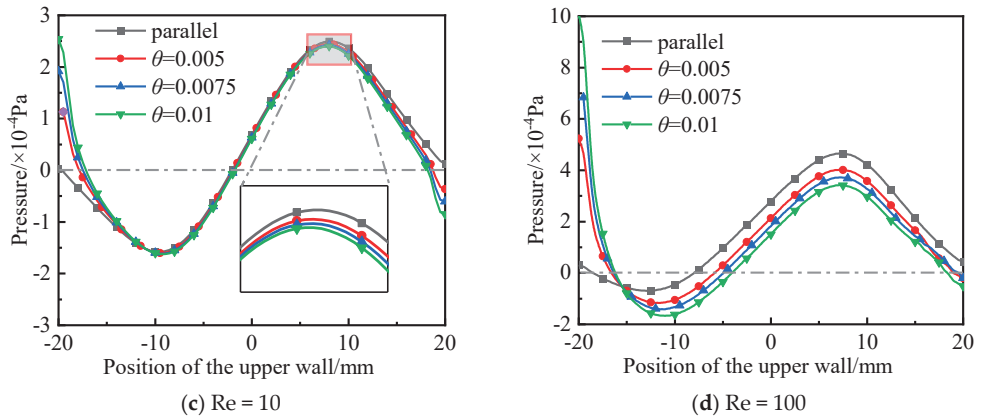 3
2
1
0
-1
-2
-3
Pressure/×10⁻⁴Pa
parallel
θ=0.005
θ=0.0075
θ=0.01
-20 -10 0 10 20
Position of the upper wall/mm
(c) Re = 10
10
8
6
4
2
0
-2
Pressure/×10⁻⁴Pa
parallel
θ=0.005
θ=0.0075
θ=0.01
-20 -10 0 10 20
Position of the upper wall/mm
(d) Re = 100